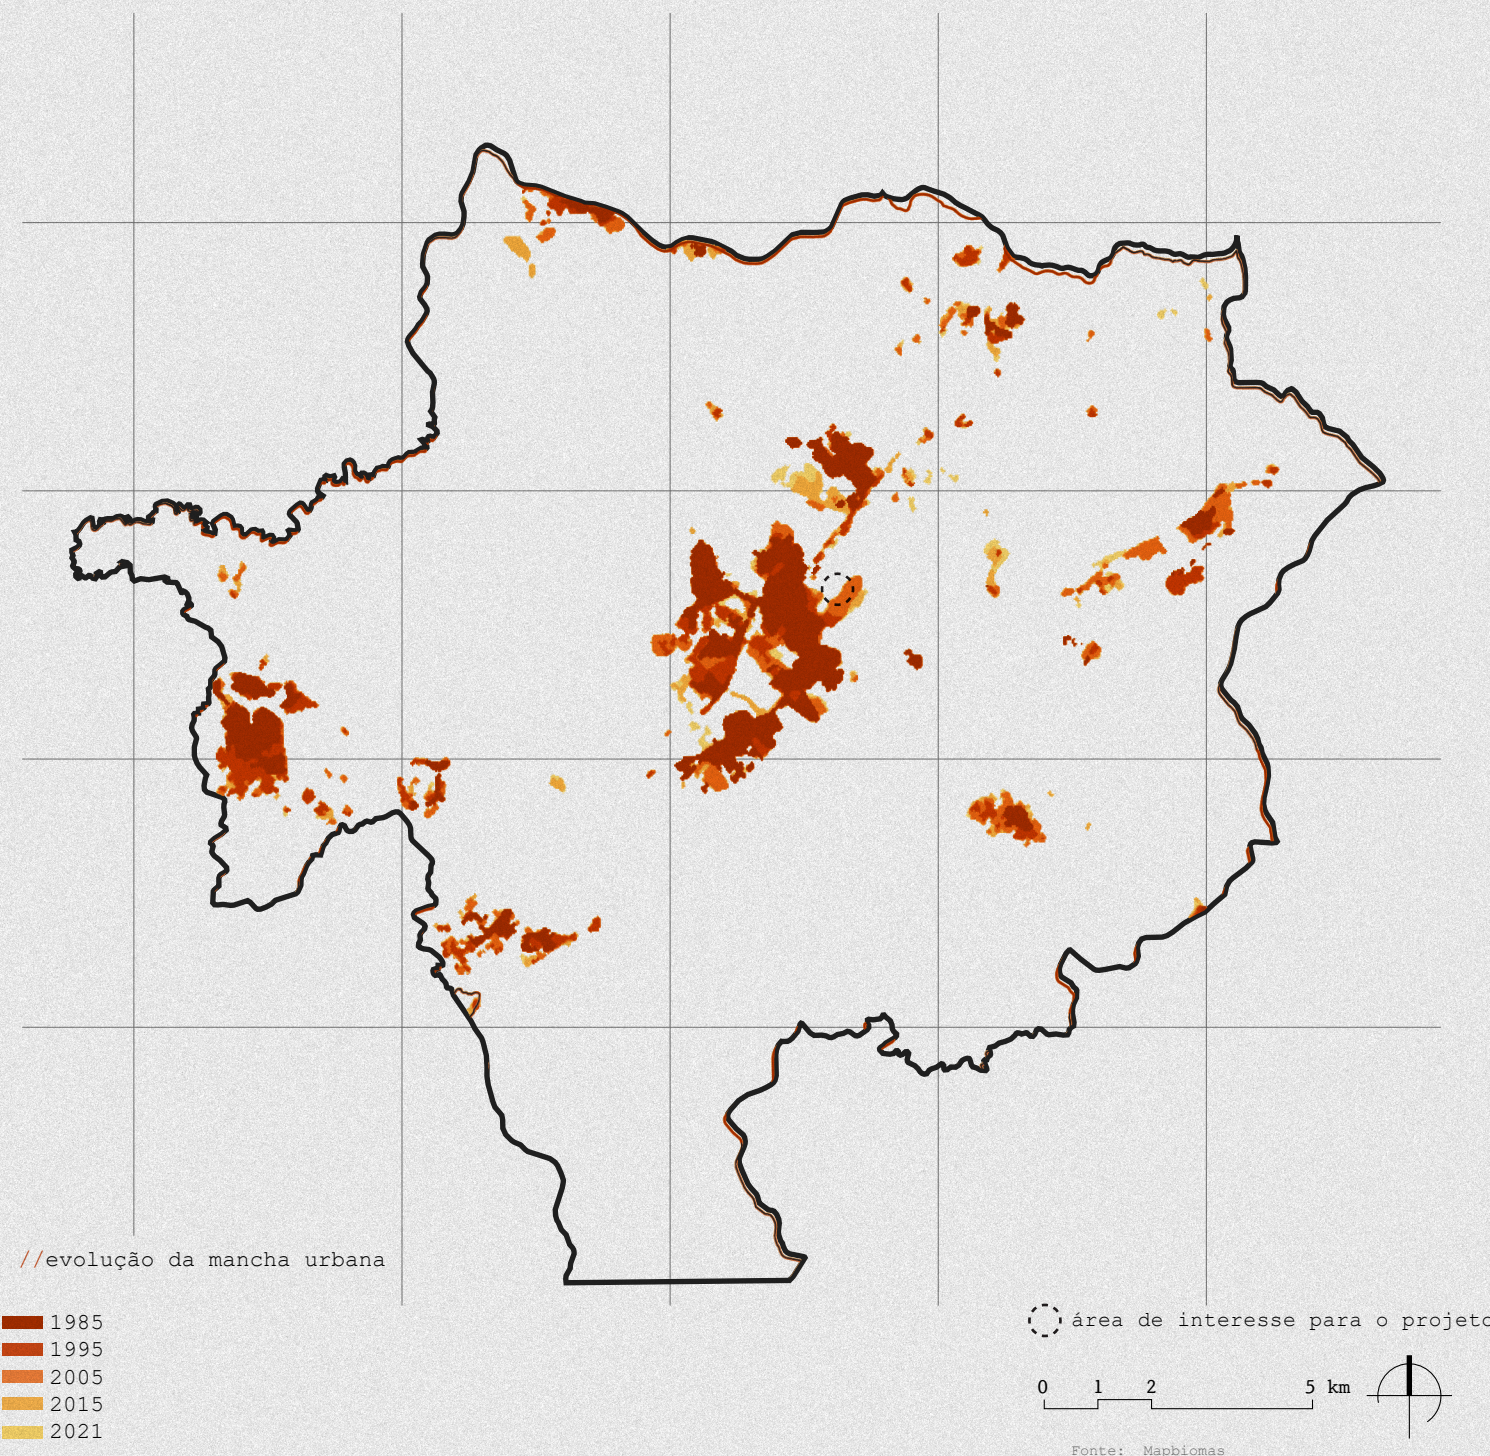 //evolução da mancha urbana
1985
1995
2005
2015
2021
área de interesse para o projeto
0 1 2 5 km
Fonte: Mapbiomas